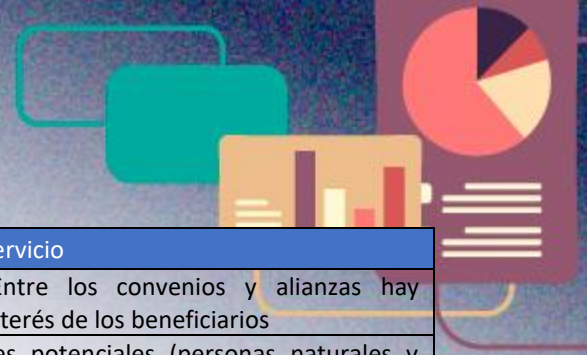 ervicio
Entre los convenios y alianzas hay
terés de los beneficiarios
es potenciales (personas naturales y